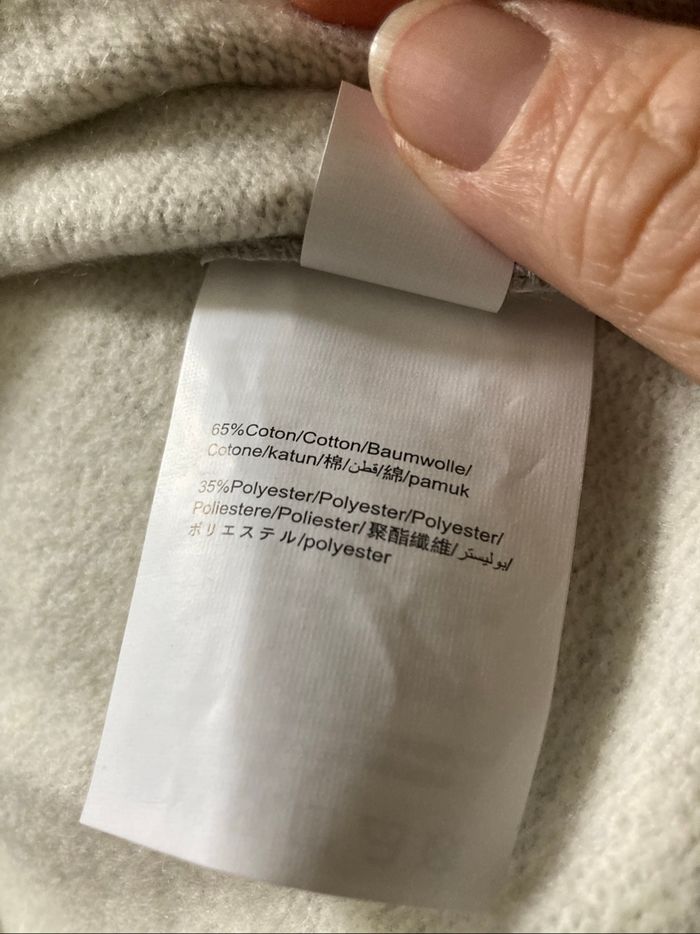 65%Coton/Cotton/Baumwolle/
Cotone/katun/棉/قطن/綿/pamuk
35%Polyester/Polyester/Polyester/
Poliestere/Poliester/聚酯纖維/بوليستر/
ポリエステル/polyester